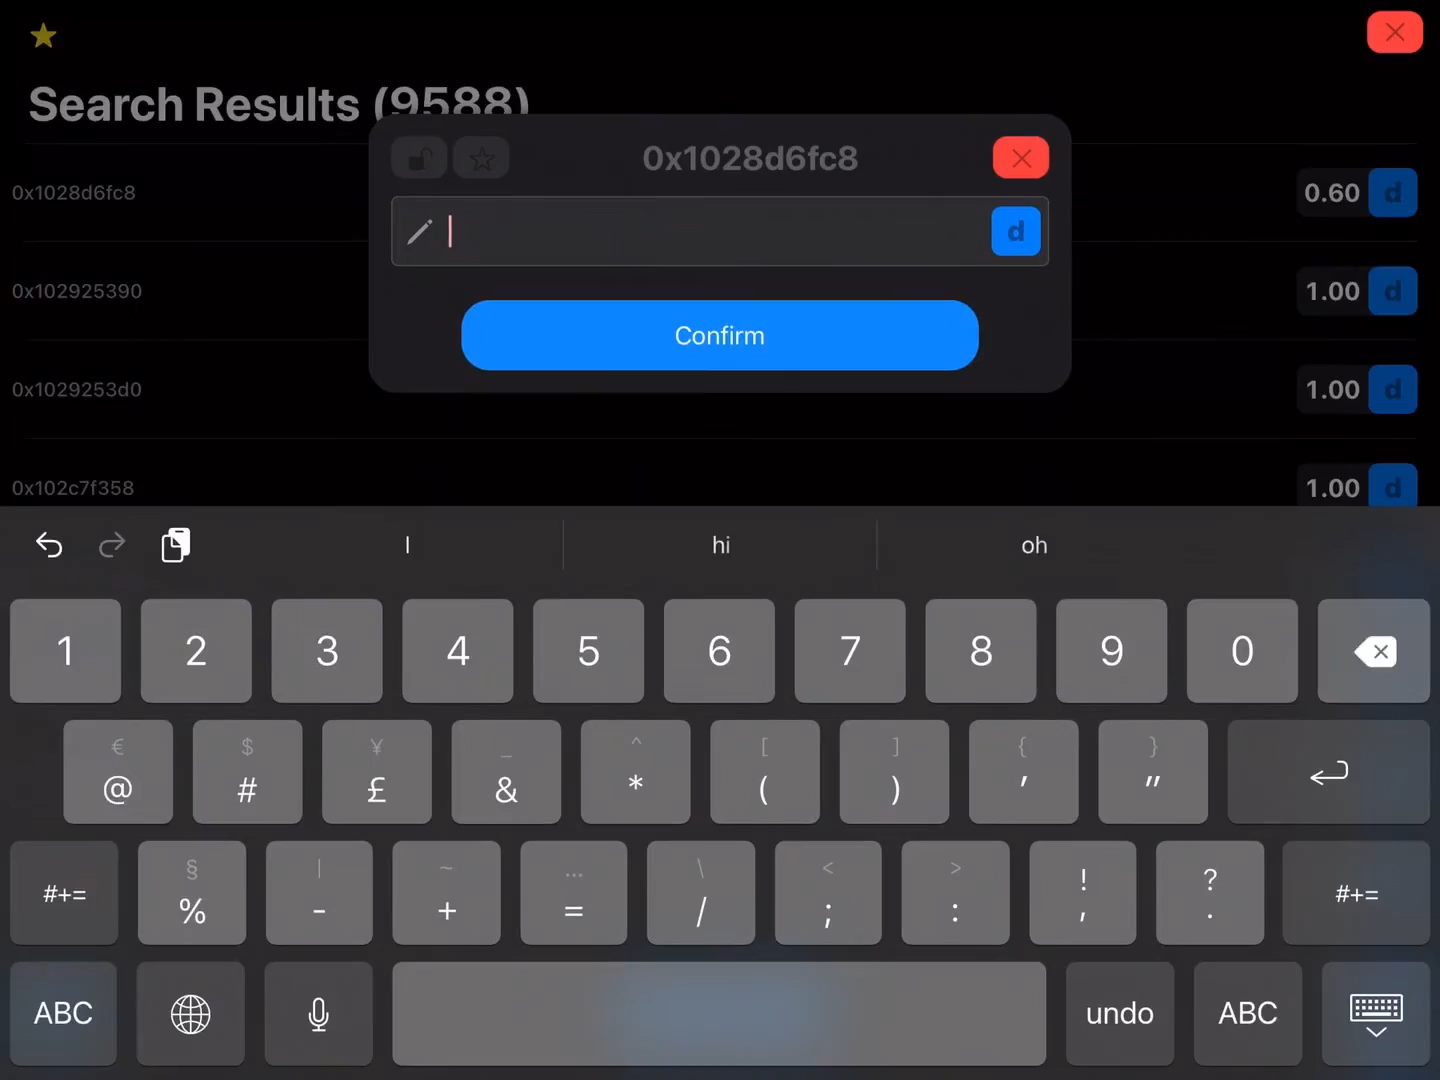 Search Results (9588)
0x1028d6fc8
d
Confirm
0x1028d6fc8 0.60 d
0x102925390 1.00 d
0x1029253d0 1.00 d
0x102c7f358 1.00 d
I hi oh
1 2 3 4 5 6 7 8 9 0
€ $ ¥ _ ^ [ ] { }
@ # £ & * ( ) ' "
§ | ~ … \ < > ! ?
#+= % - + = / ; : , . #+=
ABC undo ABC